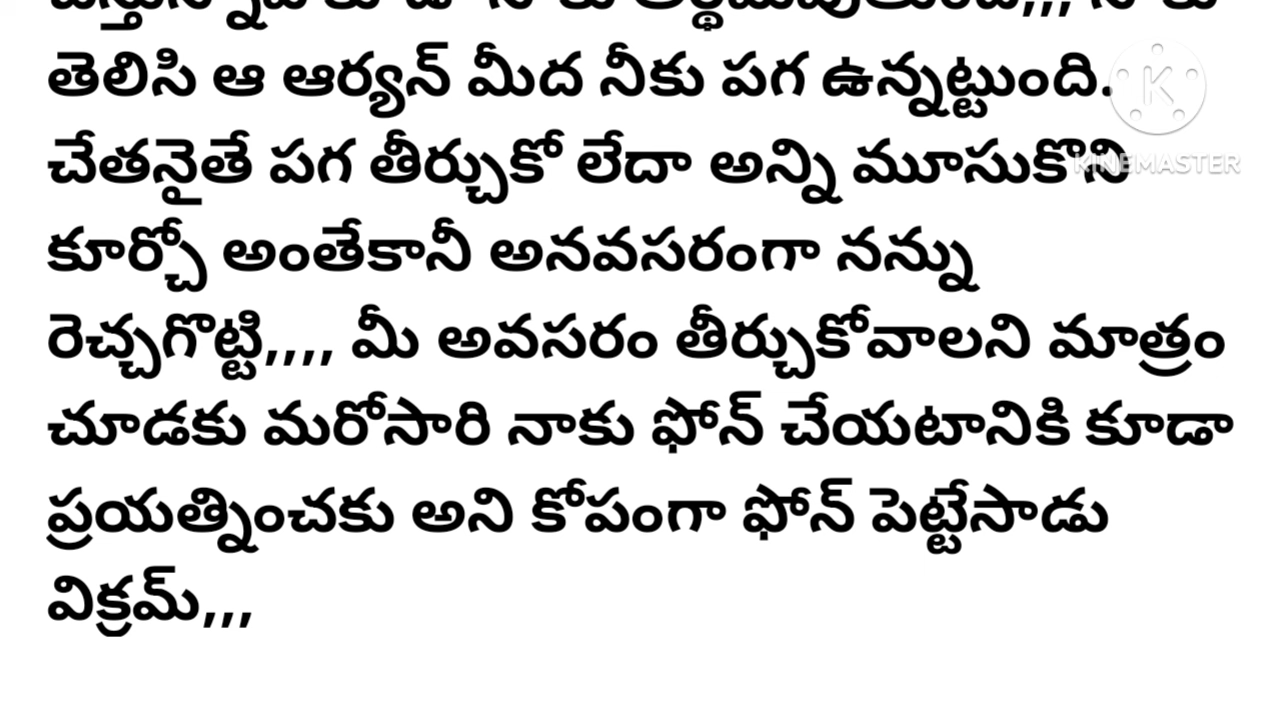 తెలిసి ఆ ఆర్యన్ మీద నీకు పగ ఉన్నట్టుంది.
చేతనైతే పగ తీర్చుకో లేదా అన్ని మూసుకొని
కూర్చో అంతేకానీ అనవసరంగా నన్ను
రెచ్చగొట్టి,,,, మీ అవసరం తీర్చుకోవాలని మాత్రం
చూడకు మరోసారి నాకు ఫోన్ చేయటానికి కూడా
ప్రయత్నించకు అని కోపంగా ఫోన్ పెట్టేసాడు
విక్రమ్,,,
K
KINEMASTER